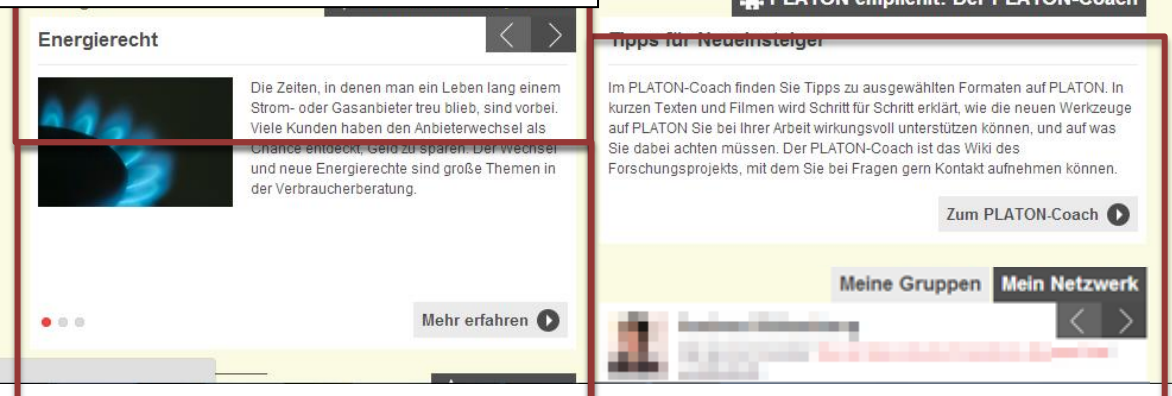 Energierecht
Die Zeiten, in denen man ein Leben lang einem
Strom- oder Gasanbieter treu blieb, sind vorbei.
Viele Kunden haben den Anbieterwechsel als
Chance entdeckt, Geld zu sparen. Der Wechsel
und neue Energierechte sind große Themen in
der Verbraucherberatung.
Mehr erfahren
PLATON empfiehlt: Der PLATON-Coach
Tipps für Neueinsteiger
Im PLATON-Coach finden Sie Tipps zu ausgewählten Formaten auf PLATON. In
kurzen Texten und Filmen wird Schritt für Schritt erklärt, wie die neuen Werkzeuge
auf PLATON Sie bei Ihrer Arbeit wirkungsvoll unterstützen können, und auf was
Sie dabei achten müssen. Der PLATON-Coach ist das Wiki des
Forschungsprojekts, mit dem Sie bei Fragen gern Kontakt aufnehmen können.
Zum PLATON-Coach
Meine Gruppen Mein Netzwerk